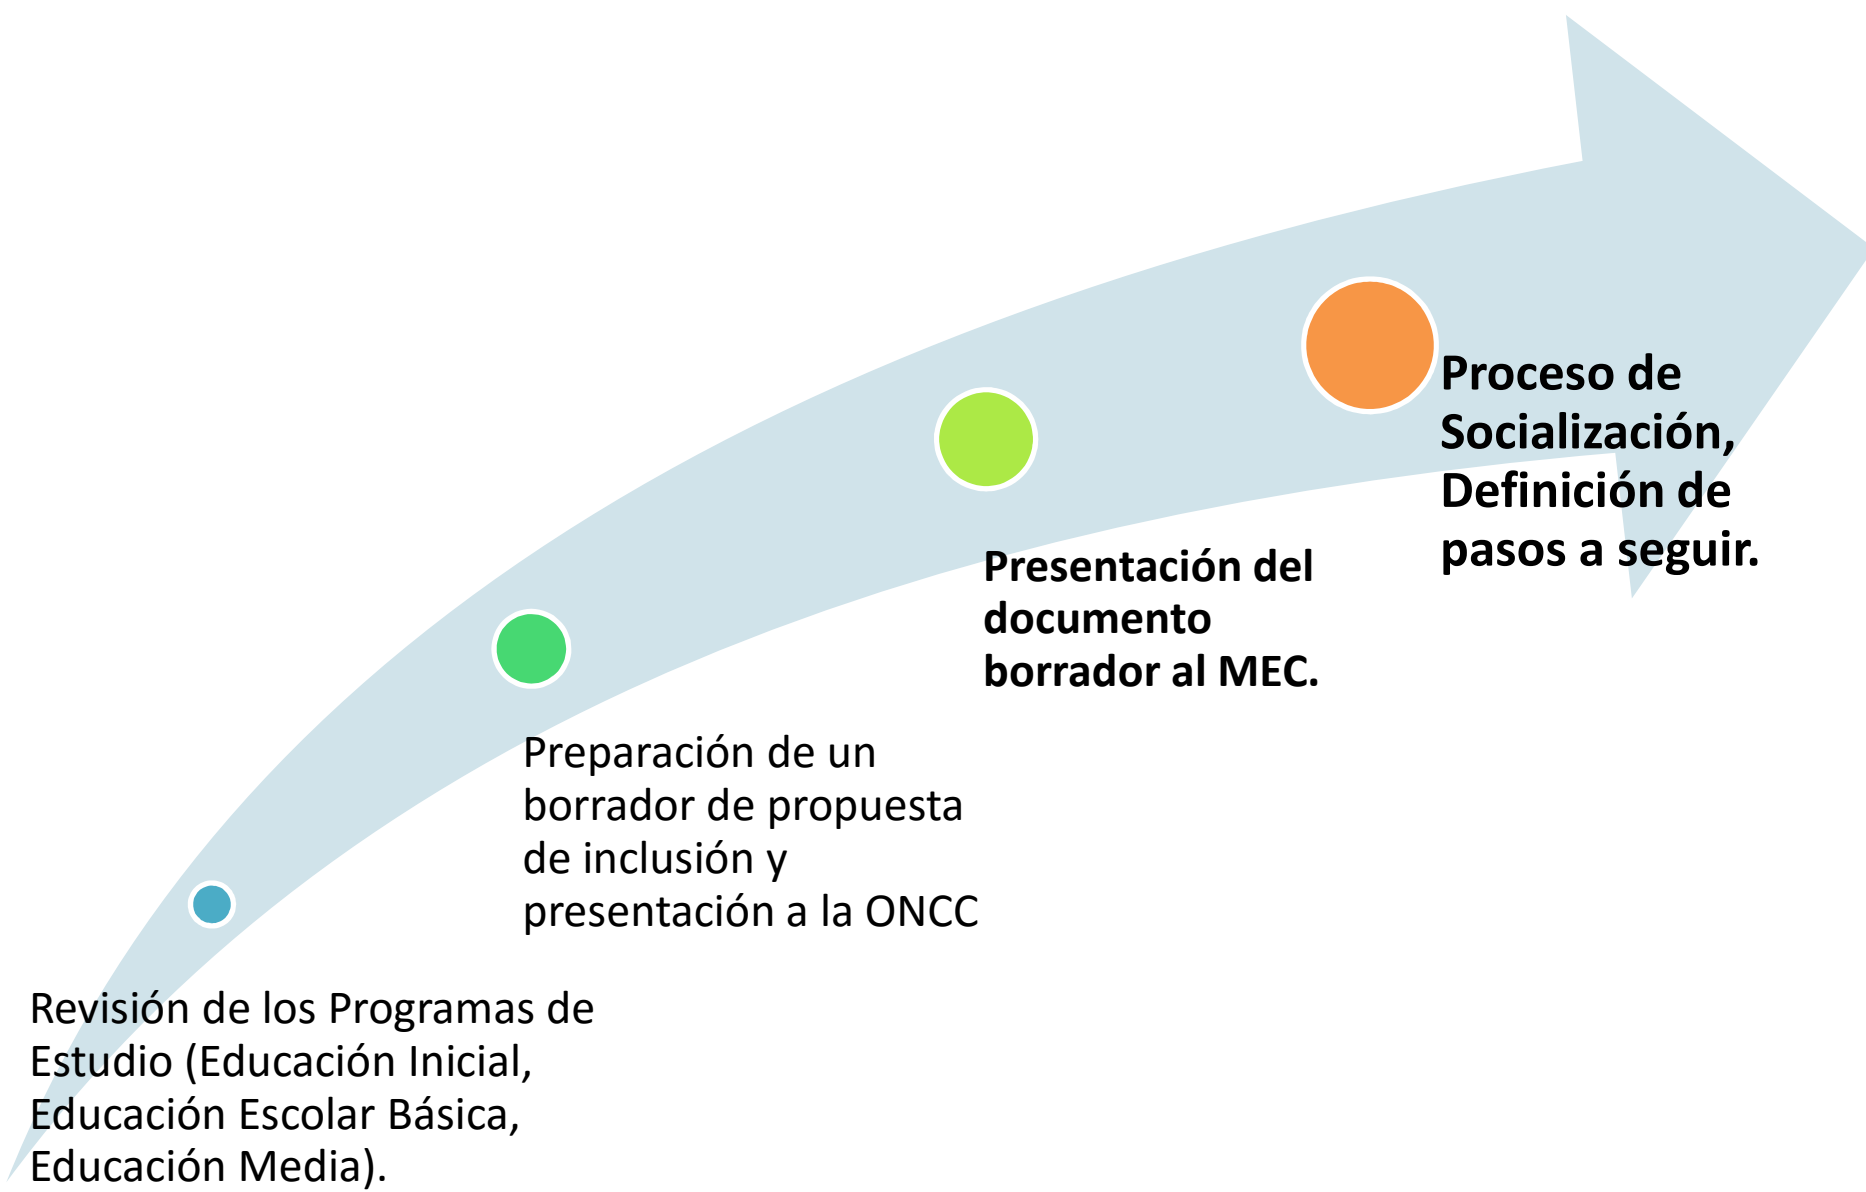 Revisión de los Programas de
Estudio (Educación Inicial,
Educación Escolar Básica,
Educación Media).
Preparación de un
borrador de propuesta
de inclusión y
presentación a la ONCC
Presentación del
documento
borrador al MEC.
Proceso de
Socialización,
Definición de
pasos a seguir.